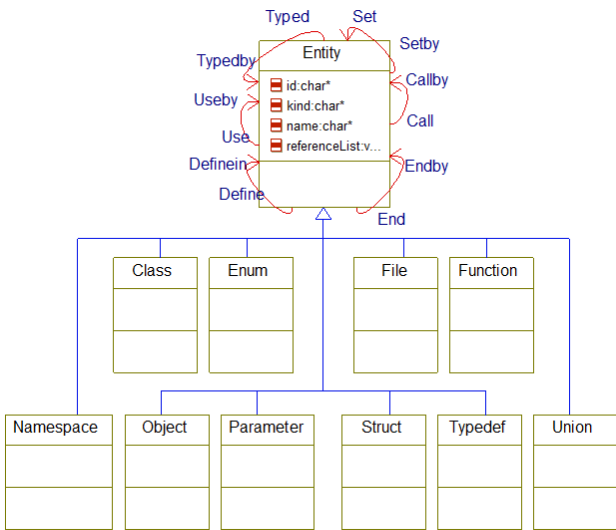 Typed Set
Entity
Setby
Typedby
id:char*
Callby
Useby
kind:char*
name:char*
Call
Use
referenceList:v...
Definein
Endby
Define
End
Class Enum File Function
Namespace Object Parameter Struct Typedef Union